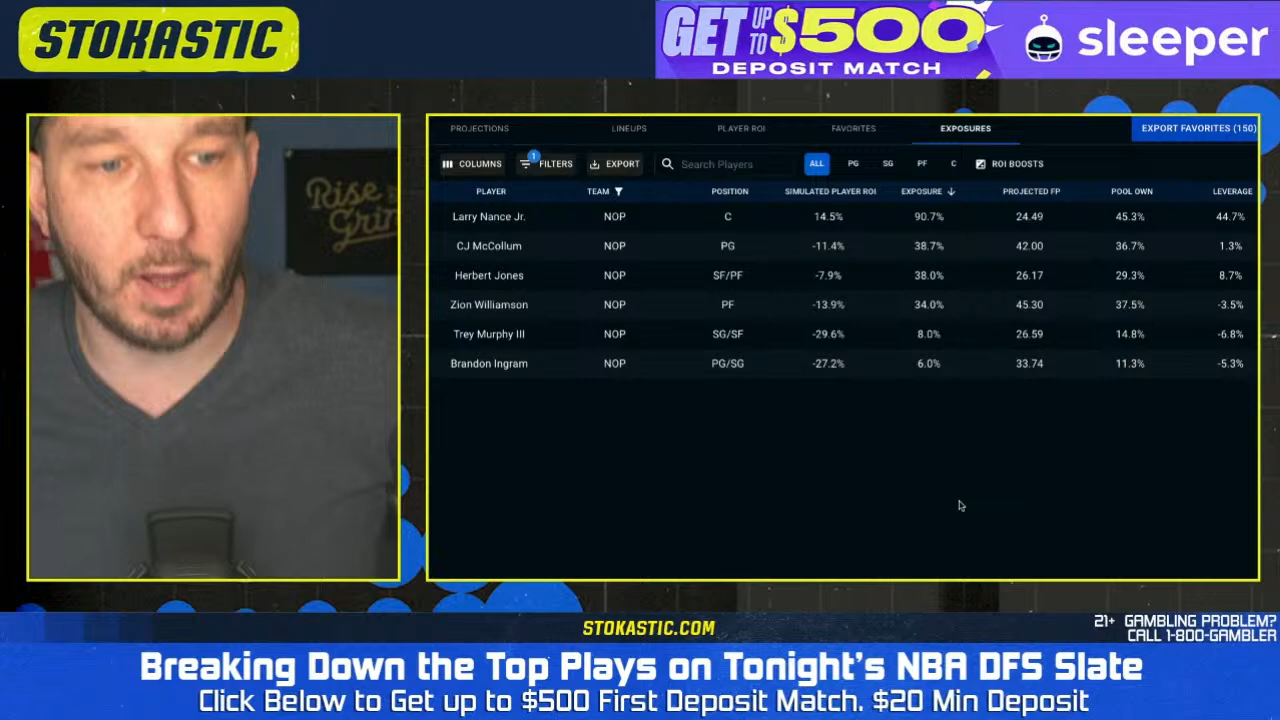 STOKASTIC
GET UP TO $500
DEPOSIT MATCH
sleeper
Rise
Grin
PROJECTIONS LINEUPS PLAYER ROI FAVORITES EXPOSURES EXPORT FAVORITES (150)
COLUMNS 1 FILTERS EXPORT Search Players ALL PG SG PF C ROI BOOSTS
PLAYER TEAM POSITION SIMULATED PLAYER ROI EXPOSURE PROJECTED FP POOL OWN LEVERAGE
Larry Nance Jr. NOP C 14.5% 90.7% 24.49 45.3% 44.7%
CJ McCollum NOP PG -11.4% 38.7% 42.00 36.7% 1.3%
Herbert Jones NOP SF/PF -7.9% 38.0% 26.17 29.3% 8.7%
Zion Williamson NOP PF -13.9% 34.0% 45.30 37.5% -3.5%
Trey Murphy III NOP SG/SF -29.6% 8.0% 26.59 14.8% -6.8%
Brandon Ingram NOP PG/SG -27.2% 6.0% 33.74 11.3% -5.3%
STOKASTIC.COM
21+ GAMBLING PROBLEM?
CALL 1-800-GAMBLER
Breaking Down the Top Plays on Tonight's NBA DFS Slate
Click Below to Get up to $500 First Deposit Match. $20 Min Deposit